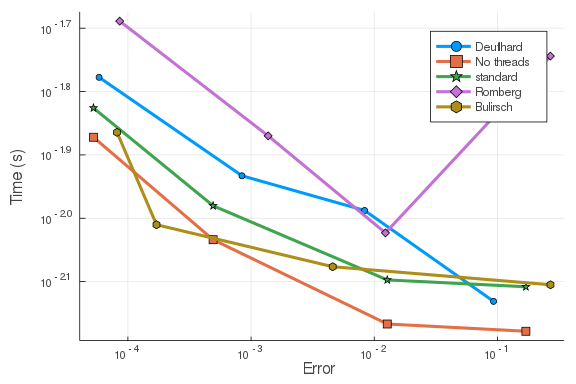 10^-1.7
10^-1.8
10^-1.9
10^-2.0
10^-2.1
Time (s)
Deuflhard
No threads
standard
Romberg
Bulirsch
10^-4
10^-3
10^-2
10^-1
Error